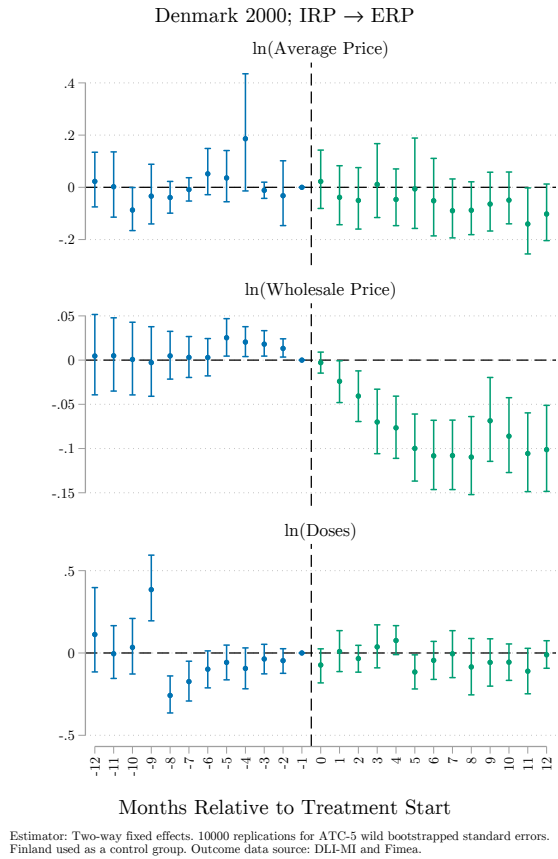 Denmark 2000; IRP → ERP
ln(Average Price)
.4
.2
0
-.2
ln(Wholesale Price)
.05
0
-.05
-.1
-.15
ln(Doses)
.5
0
-.5
-12 -11 -10 -9 -8 -7 -6 -5 -4 -3 -2 -1 0 1 2 3 4 5 6 7 8 9 10 11 12
Months Relative to Treatment Start
Estimator: Two-way fixed effects. 10000 replications for ATC-5 wild bootstrapped standard errors.
Finland used as a control group. Outcome data source: DLI-MI and Fimea.